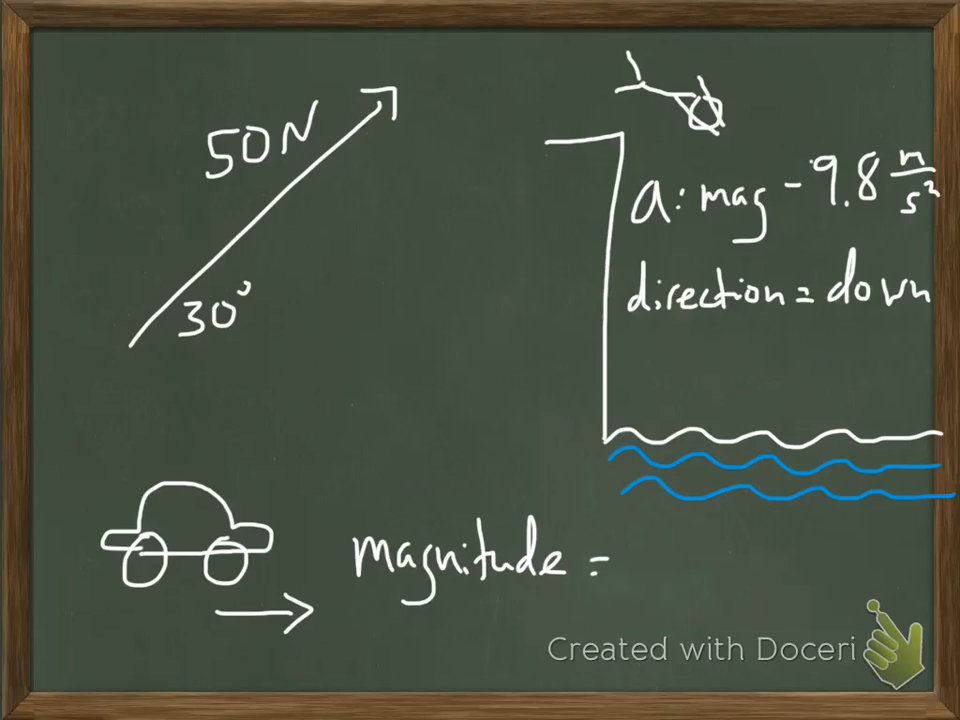 50N
30°
a: mag - 9.8 m/s²
direction = down
magnitude =
Created with Doceri